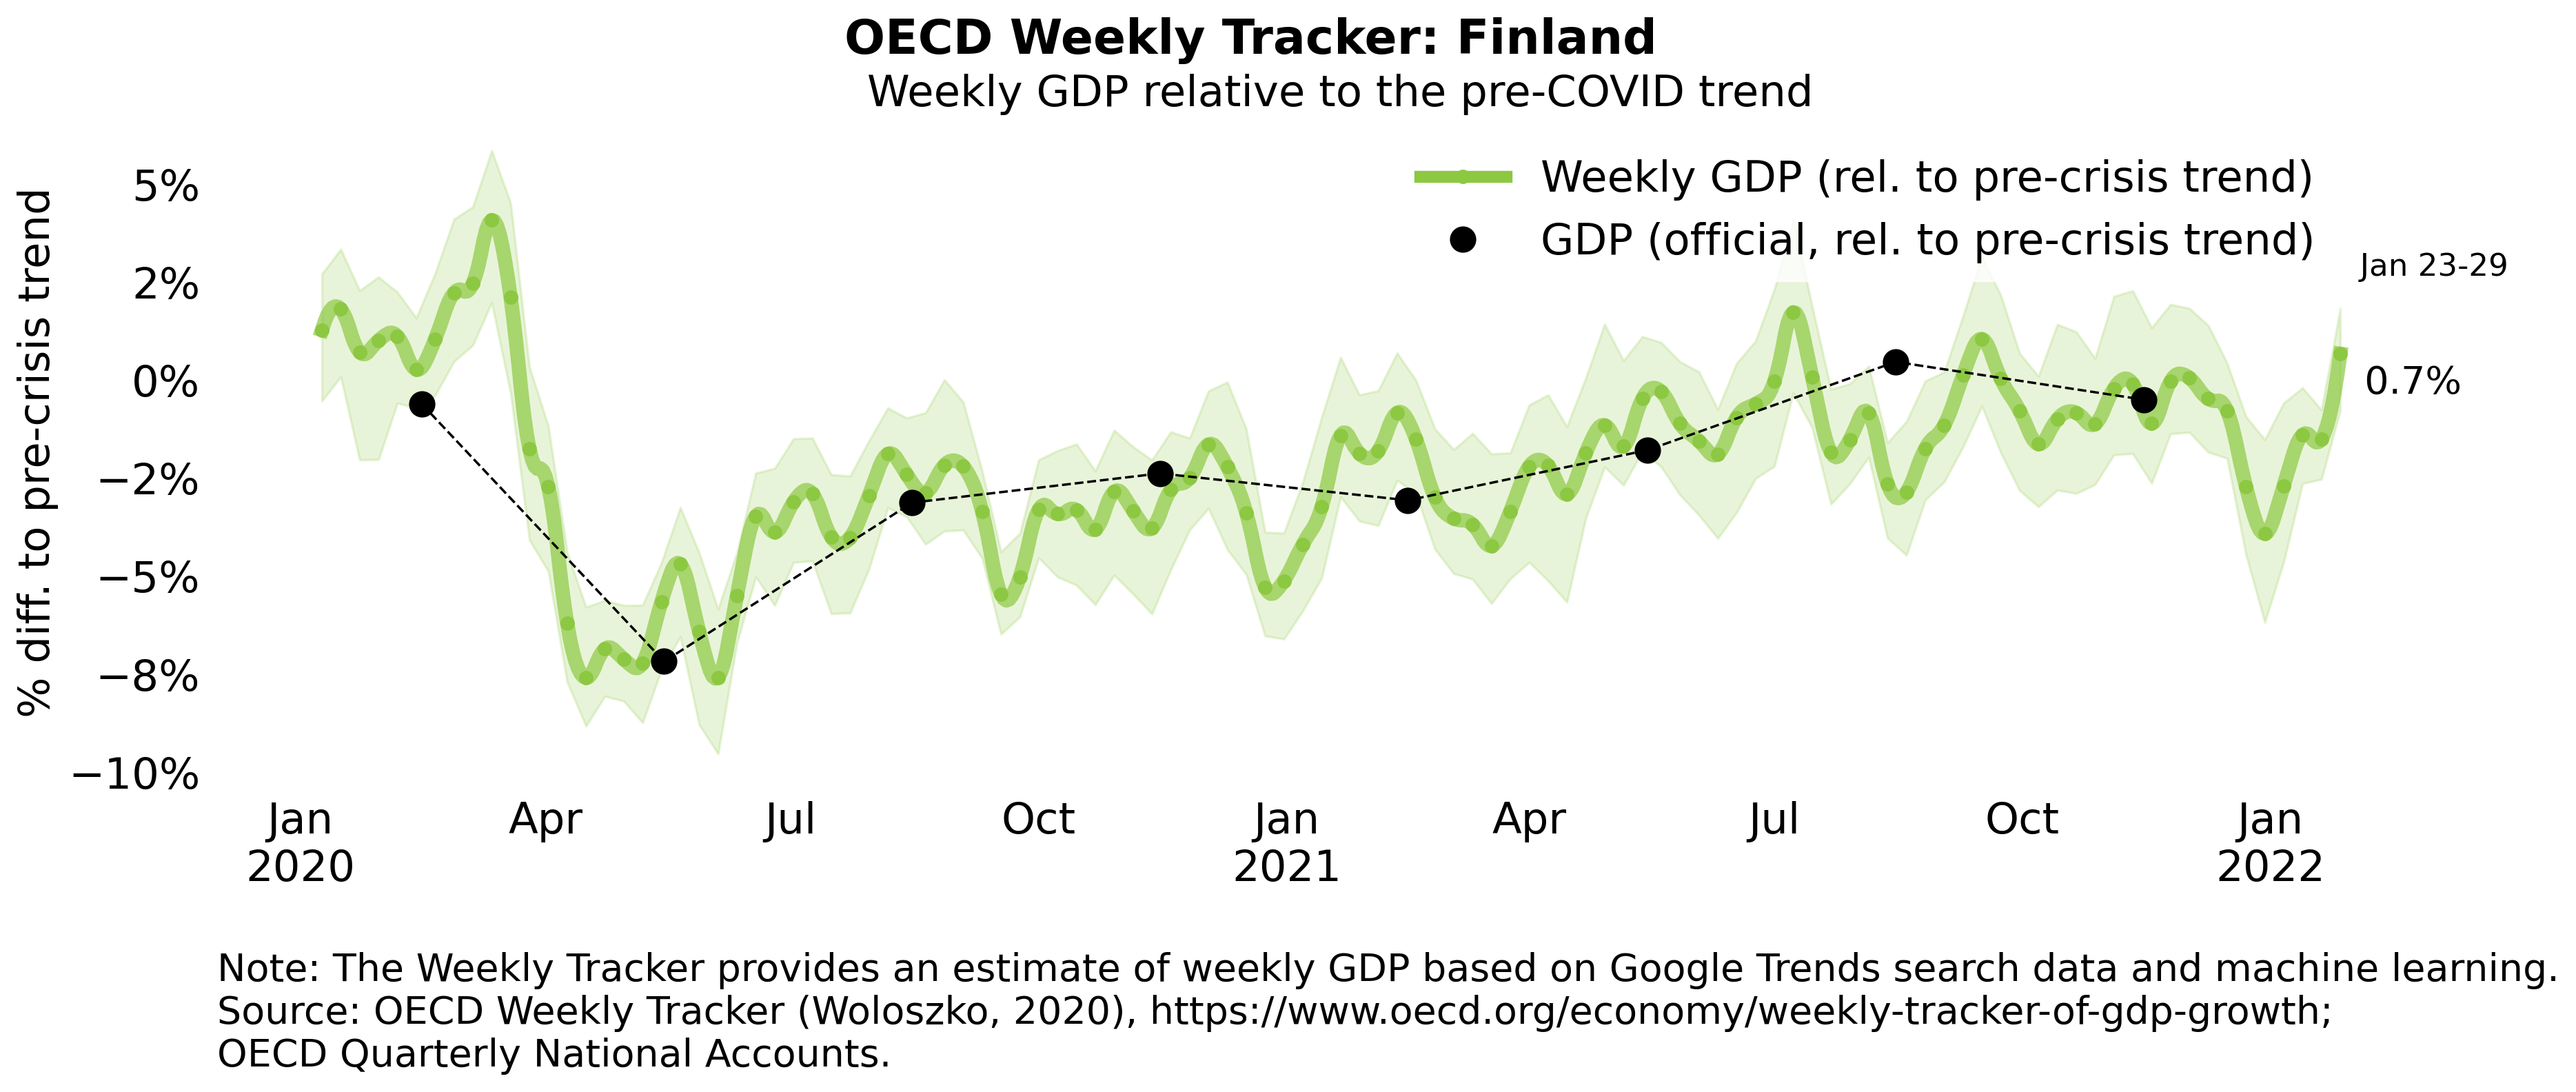 OECD Weekly Tracker: Finland
Weekly GDP relative to the pre-COVID trend
% diff. to pre-crisis trend
5%
2%
0%
−2%
−5%
−8%
−10%
Weekly GDP (rel. to pre-crisis trend)
GDP (official, rel. to pre-crisis trend)
Jan 23-29
0.7%
Jan Apr Jul Oct Jan Apr Jul Oct Jan
2020 2021 2022
Note: The Weekly Tracker provides an estimate of weekly GDP based on Google Trends search data and machine learning.
Source: OECD Weekly Tracker (Woloszko, 2020), https://www.oecd.org/economy/weekly-tracker-of-gdp-growth;
OECD Quarterly National Accounts.